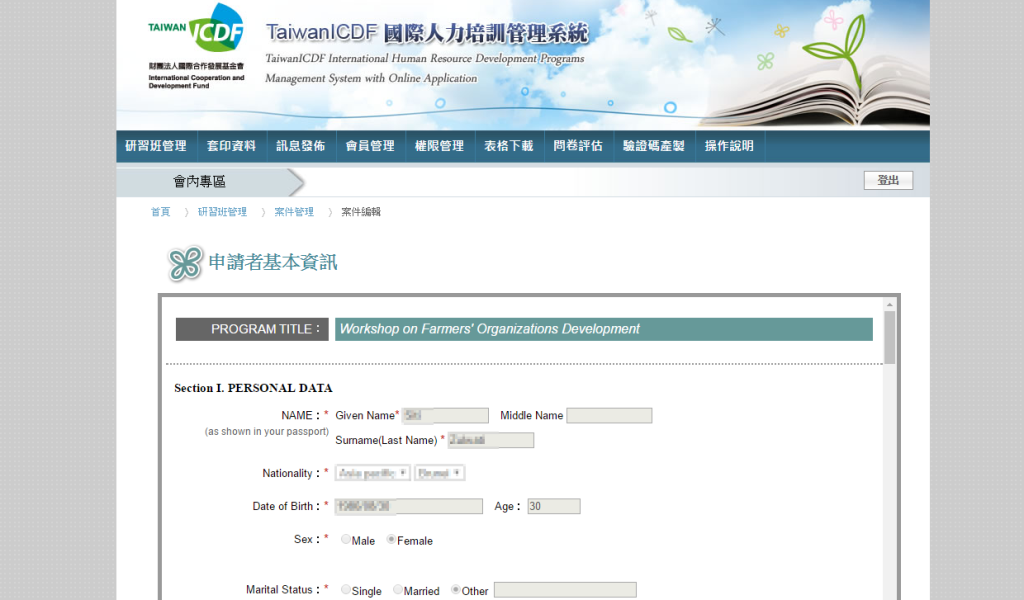 TAIWAN ICDF
財團法人國際合作發展基金會
International Cooperation and
Development Fund
TaiwanICDF 國際人力培訓管理系統
TaiwanICDF International Human Resource Development Programs
Management System with Online Application
研習班管理 套印資料 訊息發佈 會員管理 權限管理 表格下載 問卷評估 驗證碼產製 操作說明
會內專區 登出
首頁 〉 研習班管理 〉 案件管理 〉 案件編輯
申請者基本資訊
PROGRAM TITLE： Workshop on Farmers' Organizations Development
Section I. PERSONAL DATA
NAME：* Given Name* Middle Name
(as shown in your passport)
Surname(Last Name) *
Nationality：*
Date of Birth：* Age： 30
Sex：* Male Female
Marital Status：* Single Married Other